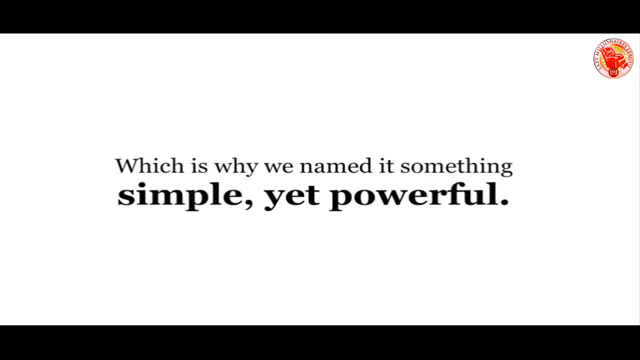 Which is why we named it something
simple, yet powerful.